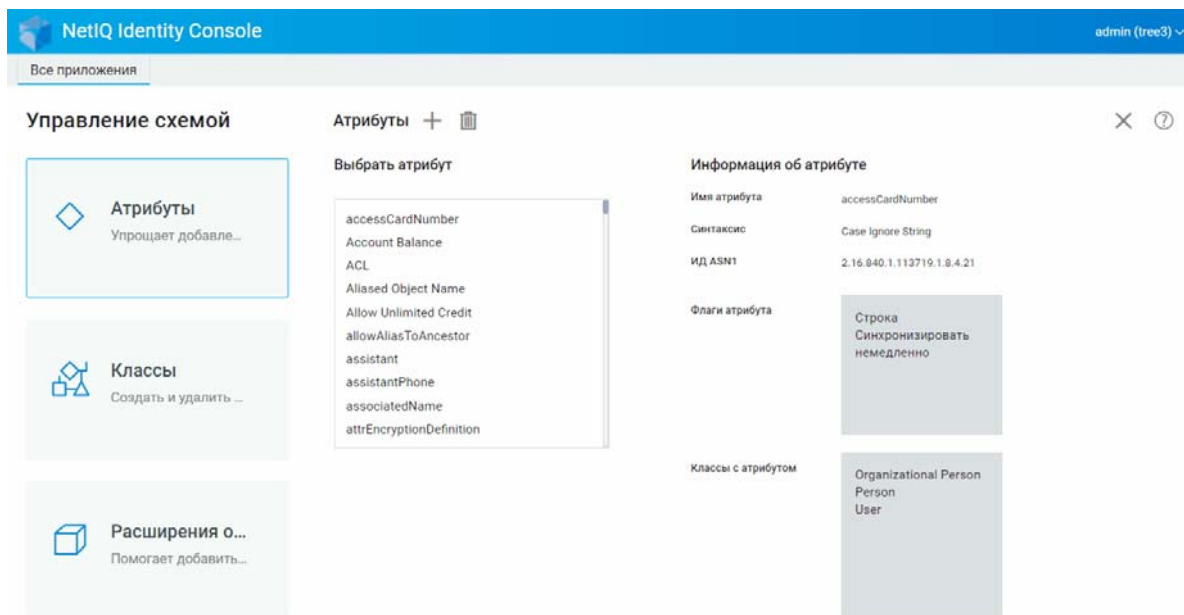 NetIQ Identity Console
admin (tree3)
Все приложения
Управление схемой
Атрибуты
Упрощает добавле...
Классы
Создать и удалить ...
Расширения о...
Помогает добавить...
Атрибуты
Выбрать атрибут
accessCardNumber
Account Balance
ACL
Aliased Object Name
Allow Unlimited Credit
allowAliasToAncestor
assistant
assistantPhone
associatedName
attrEncryptionDefinition
Информация об атрибуте
Имя атрибута accessCardNumber
Синтаксис Case Ignore String
ИД ASN1 2.16.840.1.113719.1.8.4.21
Флаги атрибута
Строка
Синхронизировать
немедленно
Классы с атрибутом
Organizational Person
Person
User